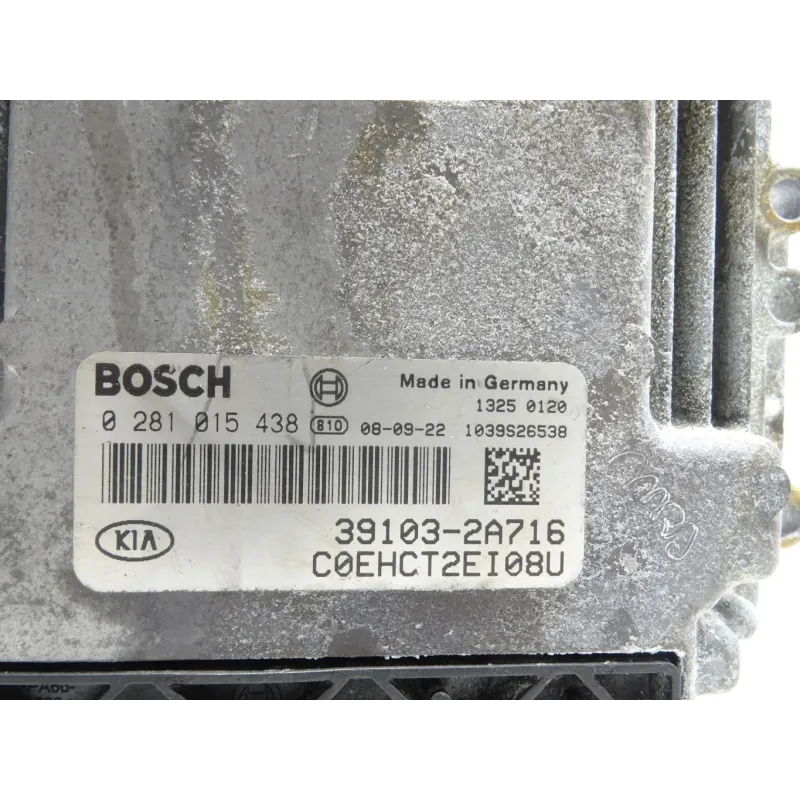 BOSCH
Made in Germany
1325 0120
0 281 015 438 810 08-09-22 1039S26538
KIA
39103-2A716
C0EHCT2EI08U